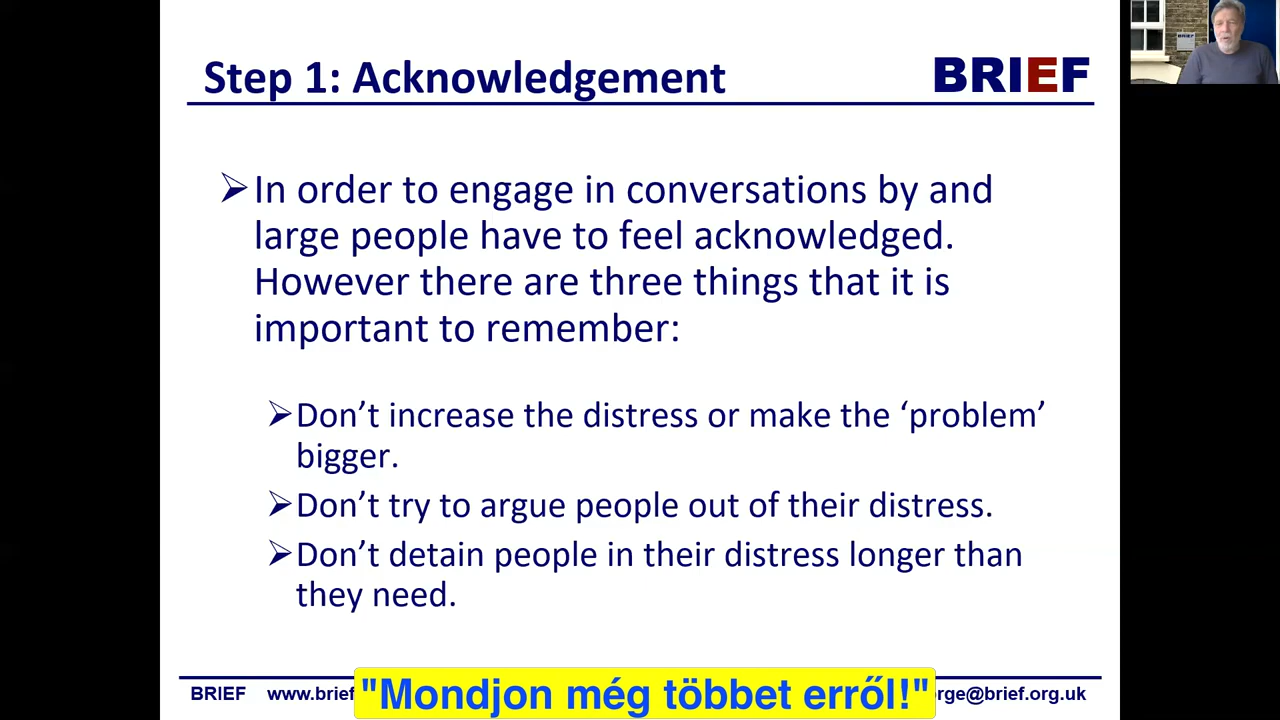 Step 1: Acknowledgement
BRIEF
BRIEF
➢In order to engage in conversations by and
large people have to feel acknowledged.
However there are three things that it is
important to remember:
➢Don’t increase the distress or make the ‘problem’
bigger.
➢Don’t try to argue people out of their distress.
➢Don’t detain people in their distress longer than
they need.
BRIEF www.brief
orge@brief.org.uk
"Mondjon még többet erről!"